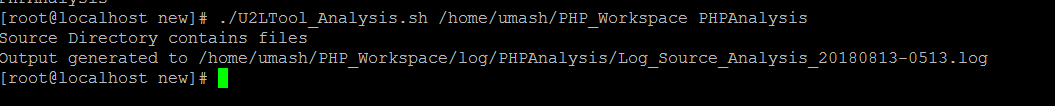 [root@localhost new]# ./U2LTool_Analysis.sh /home/umash/PHP_Workspace PHPAnalysis
Source Directory contains files
Output generated to /home/umash/PHP_Workspace/log/PHPAnalysis/Log_Source_Analysis_20180813-0513.log
[root@localhost new]#